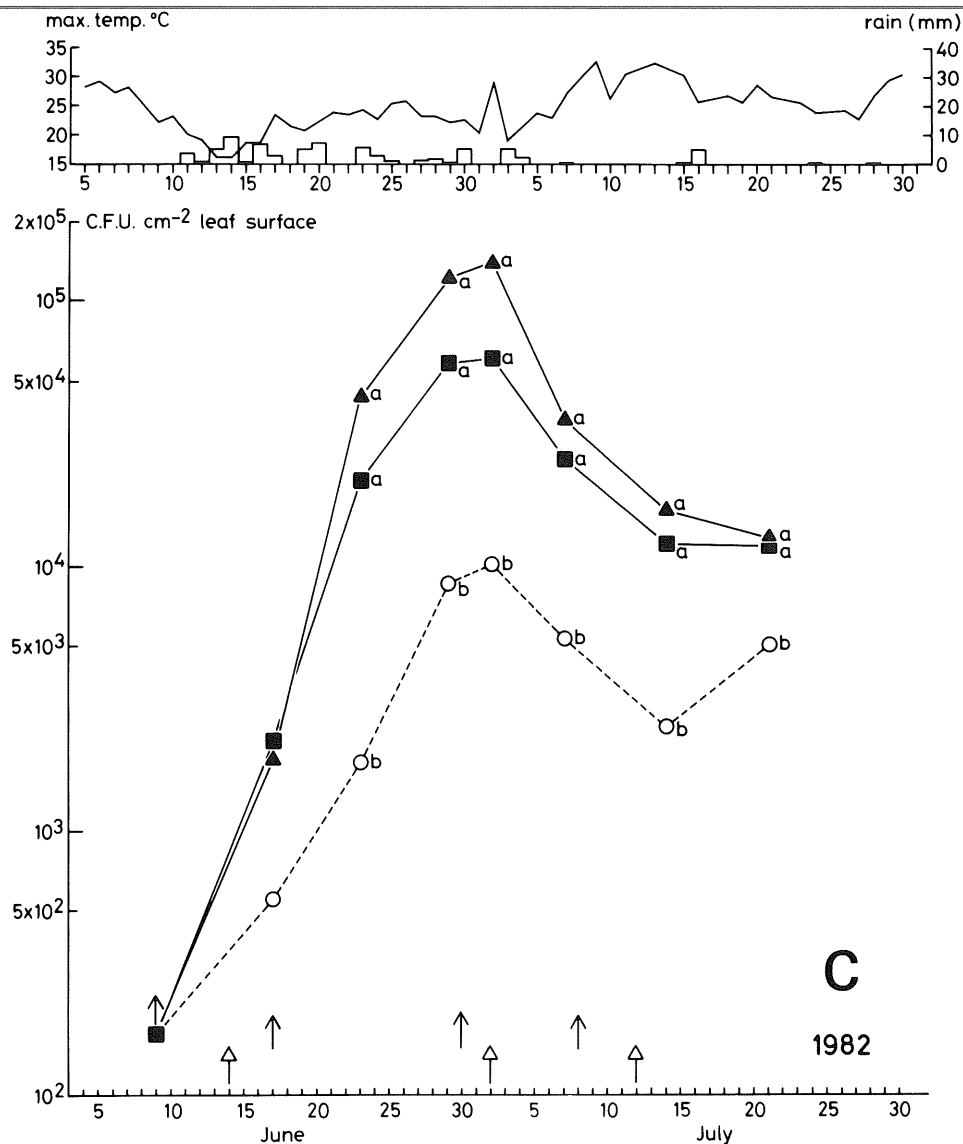 max. temp. °C rain (mm)
35 40
30 30
25 20
20 10
15 0
5 10 15 20 25 30 5 10 15 20 25 30
2x10⁵ C.F.U. cm⁻² leaf surface
a
a
10⁵
a
a
5x10⁴
a
a
a
a
a
a
a
a
10⁴
b
b
5x10³
b
b
b
b
10³
5x10²
C
1982
10²
5 10 15 20 25 30 5 10 15 20 25 30
June July